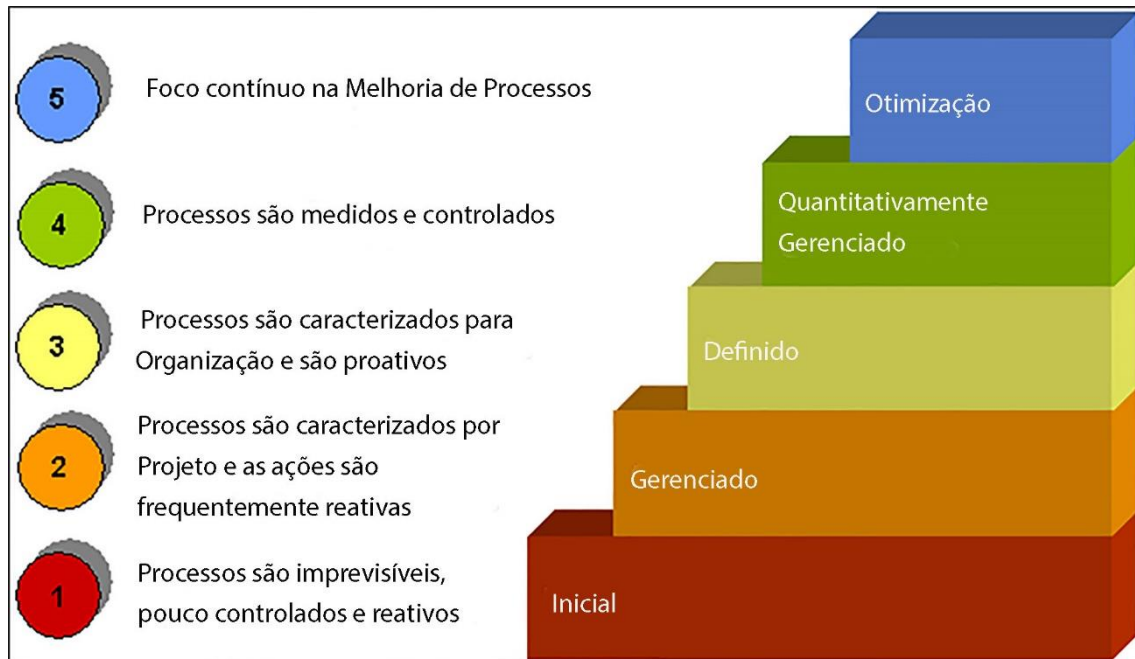 5
Foco contínuo na Melhoria de Processos
Otimização
4
Processos são medidos e controlados
Quantitativamente
Gerenciado
3
Processos são caracterizados para
Organização e são proativos
Definido
2
Processos são caracterizados por
Projeto e as ações são
frequentemente reativas
Gerenciado
1
Processos são imprevisíveis,
pouco controlados e reativos
Inicial